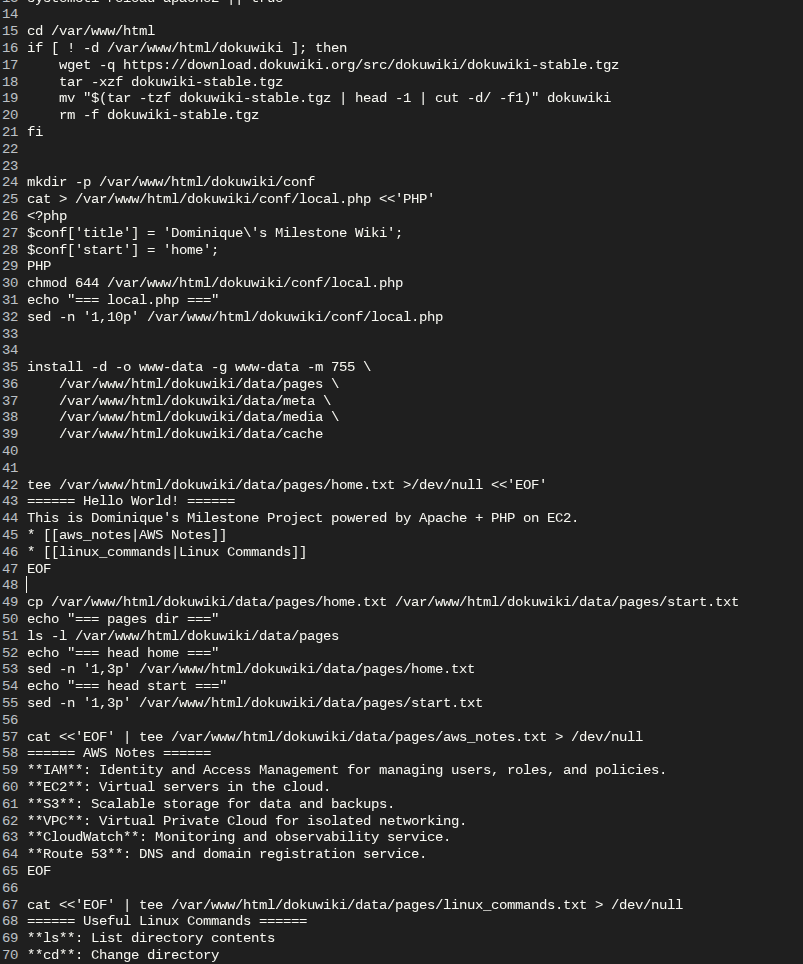 14
15 cd /var/www/html
16 if [ ! -d /var/www/html/dokuwiki ]; then
17     wget -q https://download.dokuwiki.org/src/dokuwiki/dokuwiki-stable.tgz
18     tar -xzf dokuwiki-stable.tgz
19     mv "$(tar -tzf dokuwiki-stable.tgz | head -1 | cut -d/ -f1)" dokuwiki
20     rm -f dokuwiki-stable.tgz
21 fi
22
23
24 mkdir -p /var/www/html/dokuwiki/conf
25 cat > /var/www/html/dokuwiki/conf/local.php <<'PHP'
26 <?php
27 $conf['title'] = 'Dominique\'s Milestone Wiki';
28 $conf['start'] = 'home';
29 PHP
30 chmod 644 /var/www/html/dokuwiki/conf/local.php
31 echo "=== local.php ==="
32 sed -n '1,10p' /var/www/html/dokuwiki/conf/local.php
33
34
35 install -d -o www-data -g www-data -m 755 \
36     /var/www/html/dokuwiki/data/pages \
37     /var/www/html/dokuwiki/data/meta \
38     /var/www/html/dokuwiki/data/media \
39     /var/www/html/dokuwiki/data/cache
40
41
42 tee /var/www/html/dokuwiki/data/pages/home.txt >/dev/null <<'EOF'
43 ====== Hello World! ======
44 This is Dominique's Milestone Project powered by Apache + PHP on EC2.
45 * [[aws_notes|AWS Notes]]
46 * [[linux_commands|Linux Commands]]
47 EOF
48
49 cp /var/www/html/dokuwiki/data/pages/home.txt /var/www/html/dokuwiki/data/pages/start.txt
50 echo "=== pages dir ==="
51 ls -l /var/www/html/dokuwiki/data/pages
52 echo "=== head home ==="
53 sed -n '1,3p' /var/www/html/dokuwiki/data/pages/home.txt
54 echo "=== head start ==="
55 sed -n '1,3p' /var/www/html/dokuwiki/data/pages/start.txt
56
57 cat <<'EOF' | tee /var/www/html/dokuwiki/data/pages/aws_notes.txt > /dev/null
58 ====== AWS Notes ======
59 **IAM**: Identity and Access Management for managing users, roles, and policies.
60 **EC2**: Virtual servers in the cloud.
61 **S3**: Scalable storage for data and backups.
62 **VPC**: Virtual Private Cloud for isolated networking.
63 **CloudWatch**: Monitoring and observability service.
64 **Route 53**: DNS and domain registration service.
65 EOF
66
67 cat <<'EOF' | tee /var/www/html/dokuwiki/data/pages/linux_commands.txt > /dev/null
68 ====== Useful Linux Commands ======
69 **ls**: List directory contents
70 **cd**: Change directory